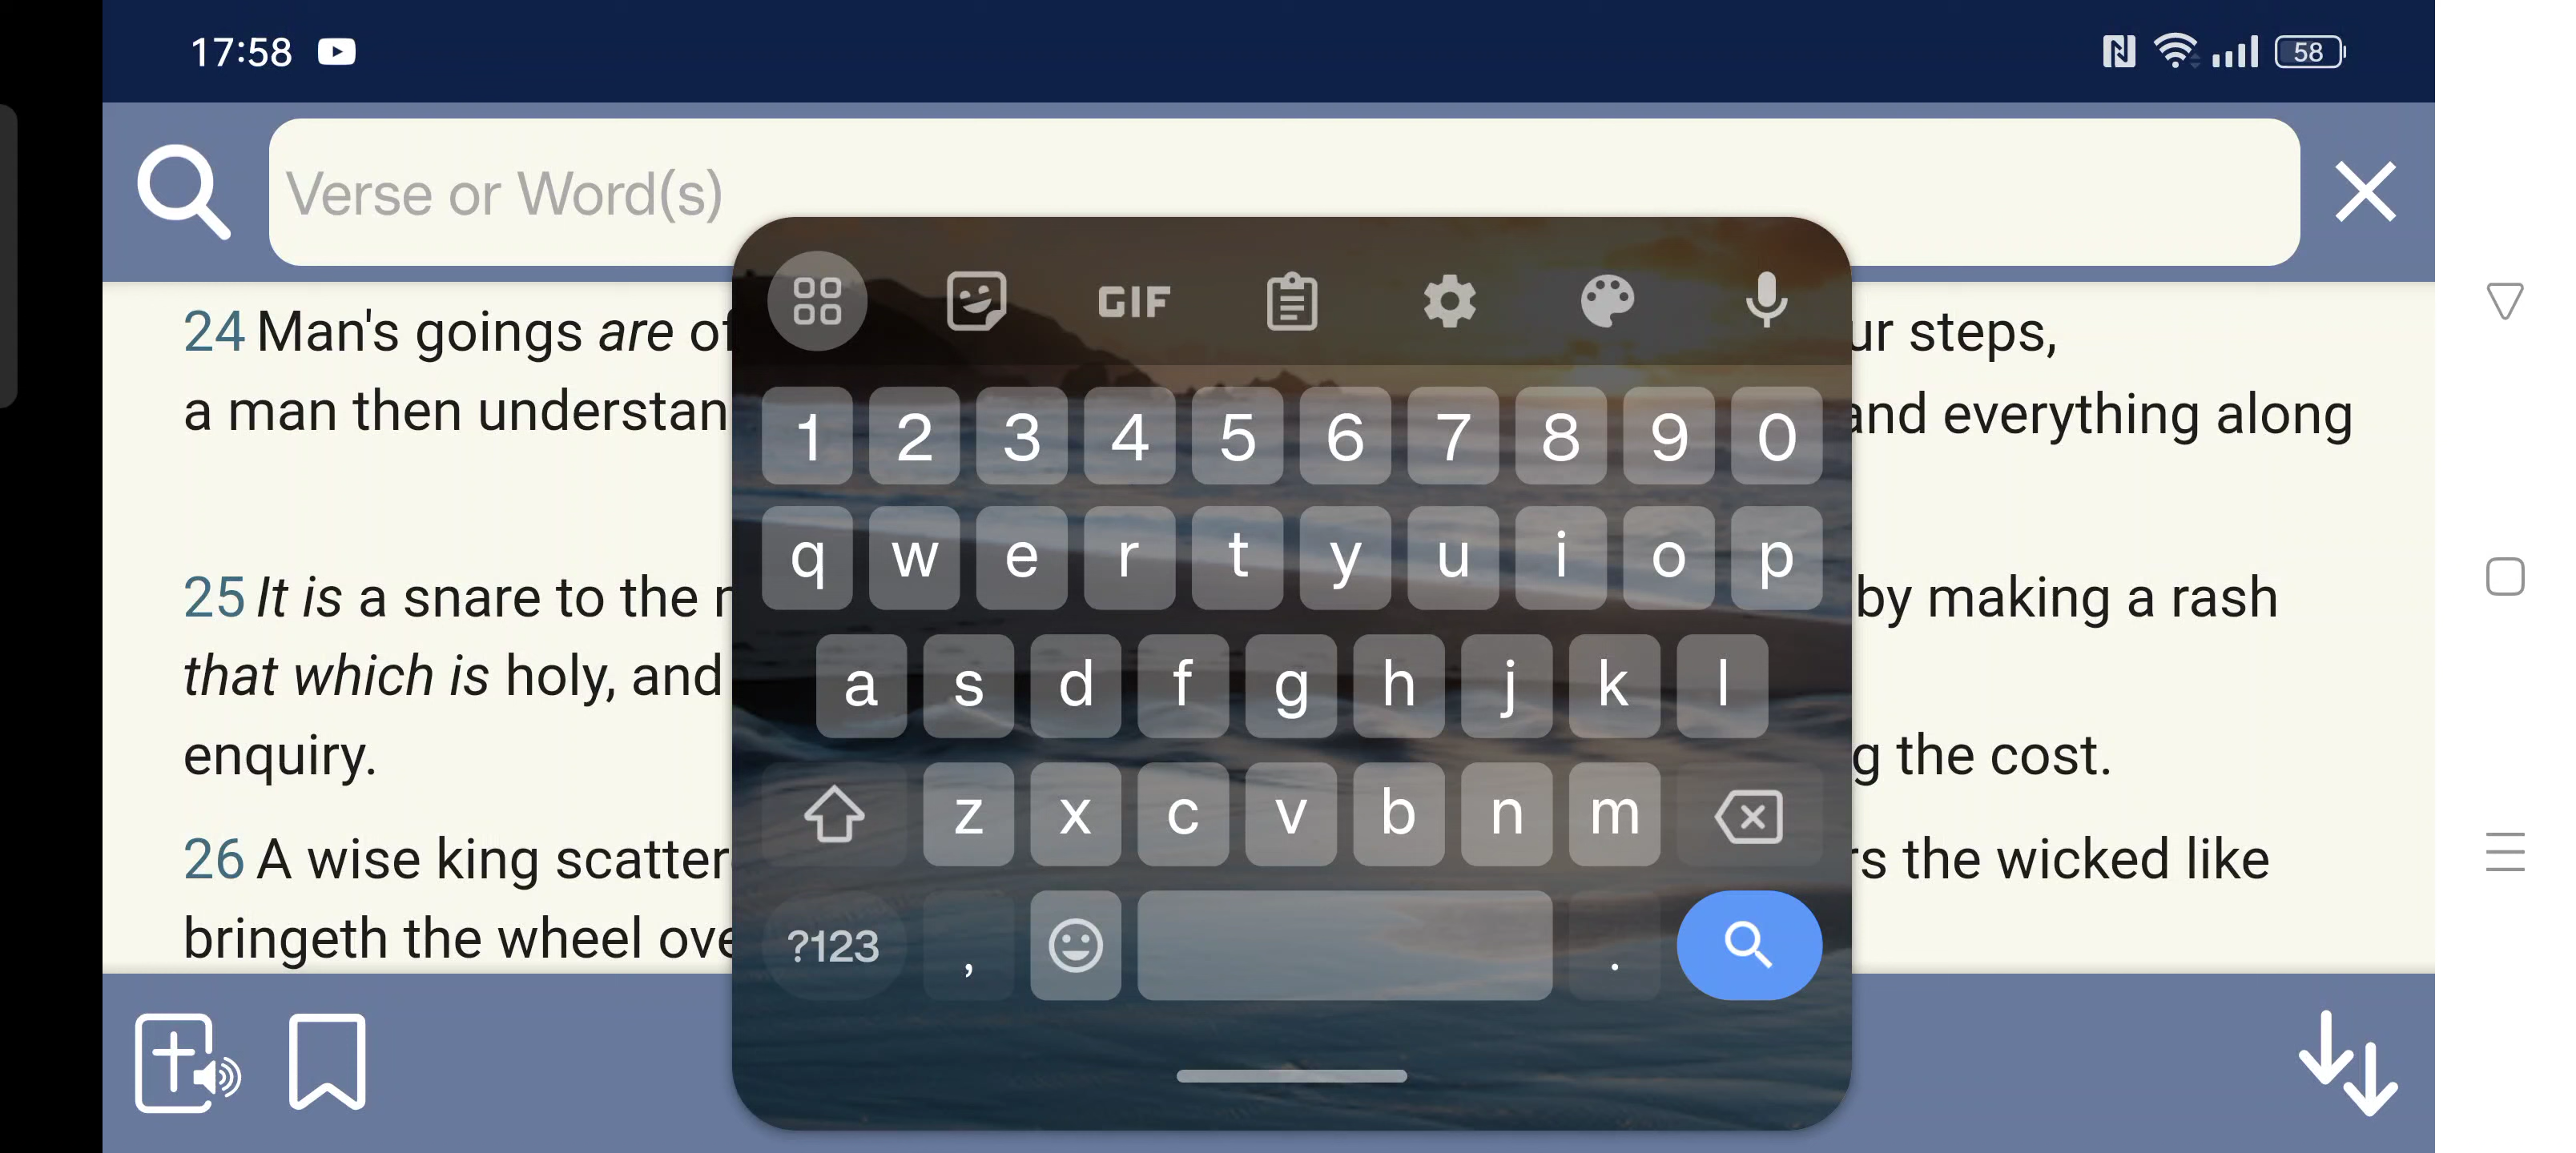 17:58
58
Verse or Word(s)
24 Man's goings are of
a man then understan
25 It is a snare to the
that which is holy, and
enquiry.
26 A wise king scatter
bringeth the wheel ove
ur steps,
and everything along
by making a rash
g the cost.
rs the wicked like
GIF
1 2 3 4 5 6 7 8 9 0
q w e r t y u i o p
a s d f g h j k l
z x c v b n m
?123 , .